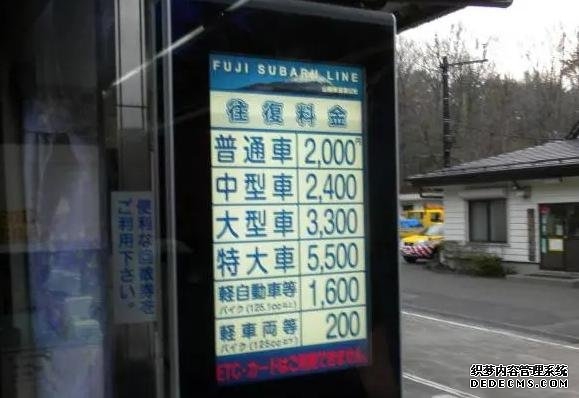 FUJI SUBARU LINE
往復料金
普通車 2,000円
中型車 2,400
大型車 3,300
特大車 5,500
軽自動車等 1,600
バイク(125.1cc以上)
軽車両等 200
バイク(125cc以下)
ETC・カードはご利用できません。
便利な回数券を
ご利用下さい。
织梦内容管理系统
DEDECMS.COM